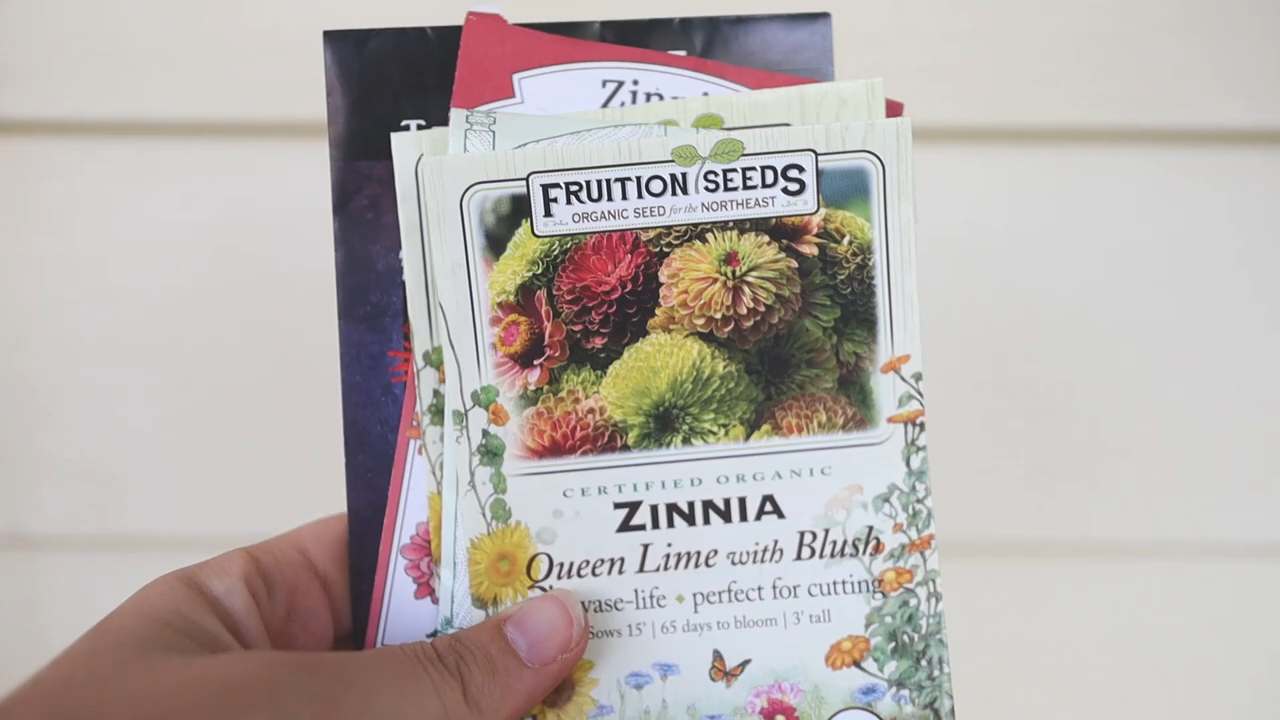 Zinni
FRUITION SEEDS
ORGANIC SEED for the NORTHEAST
CERTIFIED ORGANIC
ZINNIA
Queen Lime with Blush
vase-life • perfect for cutting
Sows 15' | 65 days to bloom | 3' tall